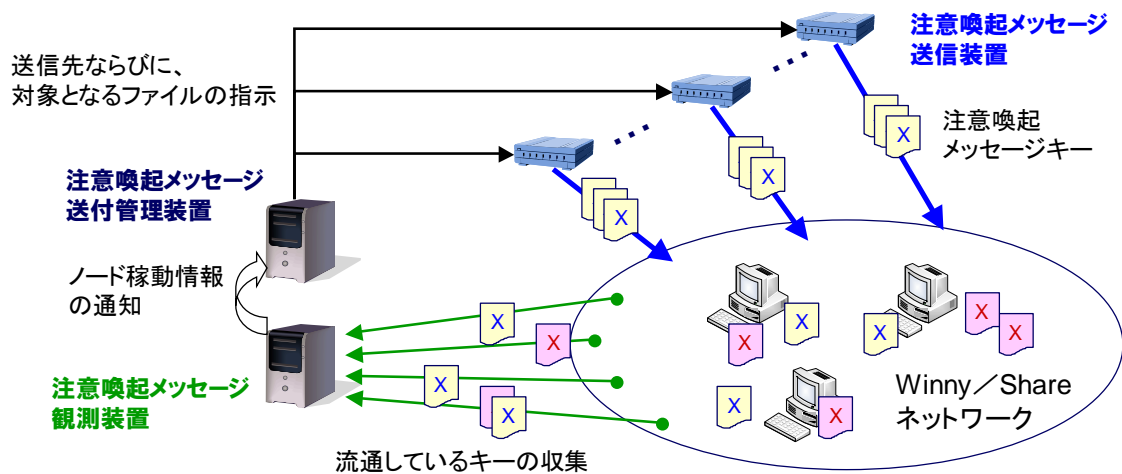 注意喚起メッセージ
送信装置
送信先ならびに、
対象となるファイルの指示
注意喚起
メッセージキー
X
X
X
注意喚起メッセージ
送付管理装置
ノード稼動情報
の通知
X
X
X
X
X
X
X
X
X
X
X
X
注意喚起メッセージ
観測装置
Winny／Share
ネットワーク
流通しているキーの収集